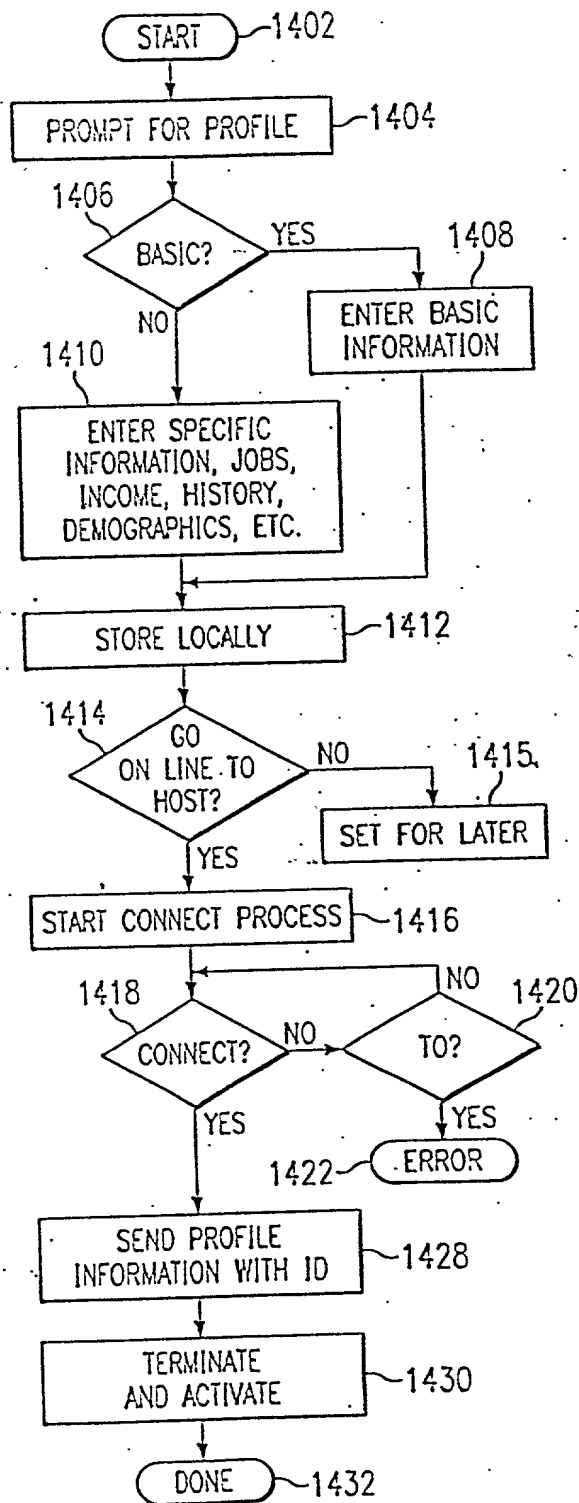 START
1402
PROMPT FOR PROFILE
1404
1406
BASIC?
YES
NO
1408
ENTER BASIC
INFORMATION
1410
ENTER SPECIFIC
INFORMATION, JOBS,
INCOME, HISTORY,
DEMOGRAPHICS, ETC.
STORE LOCALLY
1412
1414
GO
ON LINE TO
HOST?
NO
YES
1415
SET FOR LATER
START CONNECT PROCESS
1416
1418
CONNECT?
NO
YES
NO
1420
TO?
YES
1422
ERROR
SEND PROFILE
INFORMATION WITH ID
1428
TERMINATE
AND ACTIVATE
1430
DONE
1432